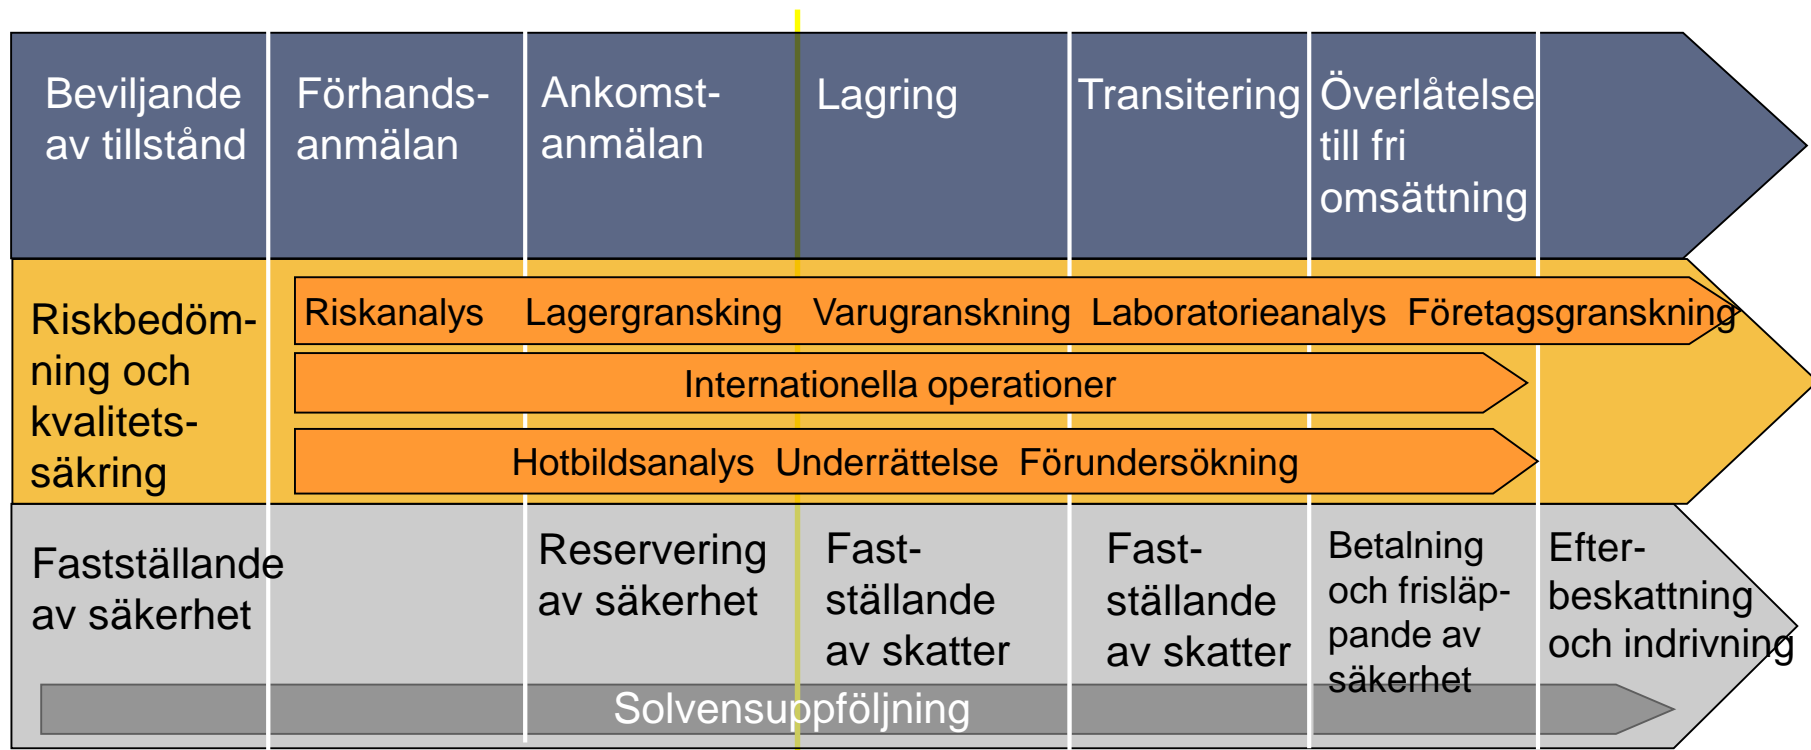 Beviljande
av tillstånd
Förhands-
anmälan
Ankomst-
anmälan
Lagring
Transitering
Överlåtelse
till fri
omsättning
Riskbedöm-
ning och
kvalitets-
säkring
Riskanalys Lagergransking Varugranskning Laboratorieanalys Företagsgranskning
Internationella operationer
Hotbildsanalys Underrättelse Förundersökning
Fastställande
av säkerhet
Reservering
av säkerhet
Fast-
ställande
av skatter
Fast-
ställande
av skatter
Betalning
och frisläp-
pande av
säkerhet
Efter-
beskattning
och indrivning
Solvensuppföljning